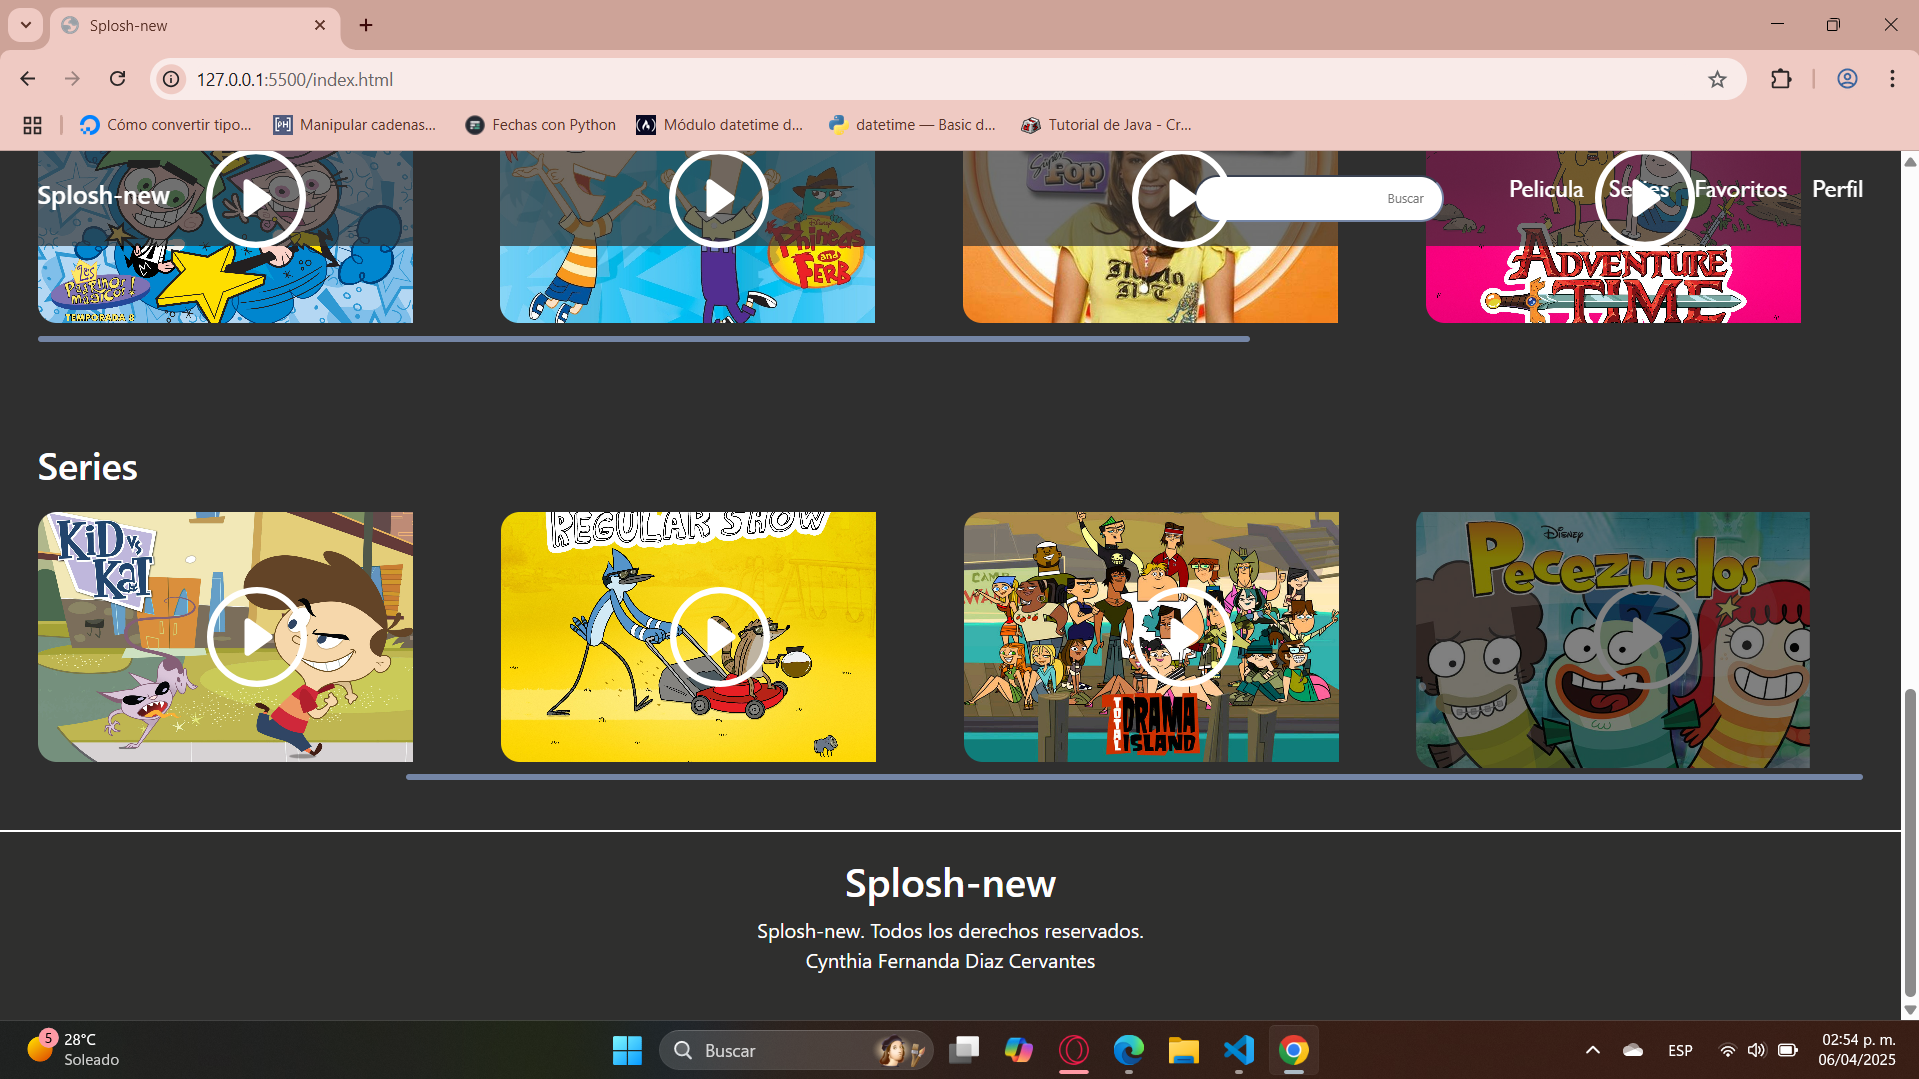 Splosh-new
127.0.0.1:5500/index.html
Cómo convertir tipo...
PH
Manipular cadenas...
Fechas con Python
(A)
Módulo datetime d...
datetime — Basic d...
Tutorial de Java - Cr...
Splosh-new
Buscar
Pelicula
Series
Favoritos
Perfil
Los Padrinos Mágicos!
TEMPORADA 8
Phineas and FERB
Super Pop
ADVENTURE TIME
Series
KiD vs KaT
REGULAR SHOW
CAMP
TOTAL DRAMA ISLAND
DISNEY
PECEZUELOS
Splosh-new
Splosh-new. Todos los derechos reservados.
Cynthia Fernanda Diaz Cervantes
5
28°C
Soleado
Buscar
ESP
02:54 p. m.
06/04/2025